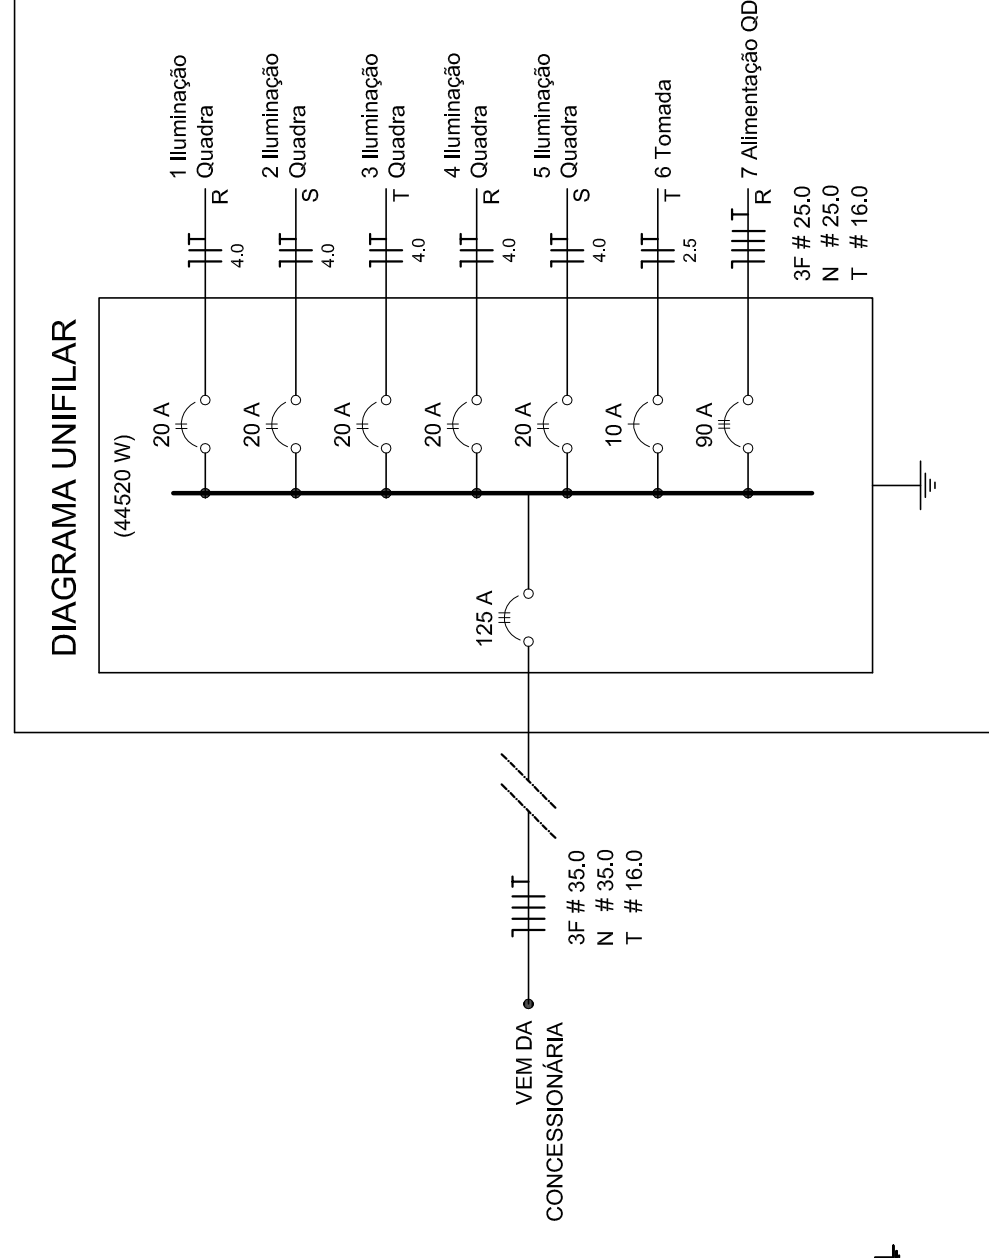 DIAGRAMA UNIFILAR
(44520 W)
VEM DA
CONCESSIONÁRIA
3F # 35.0
N # 35.0
T # 16.0
125 A
20 A
4.0
R
1 Iluminação
Quadra
20 A
4.0
S
2 Iluminação
Quadra
20 A
4.0
T
3 Iluminação
Quadra
20 A
4.0
R
4 Iluminação
Quadra
20 A
4.0
S
5 Iluminação
Quadra
10 A
2.5
T
6 Tomada
90 A
R
7 Alimentação QD
3F # 25.0
N # 25.0
T # 16.0